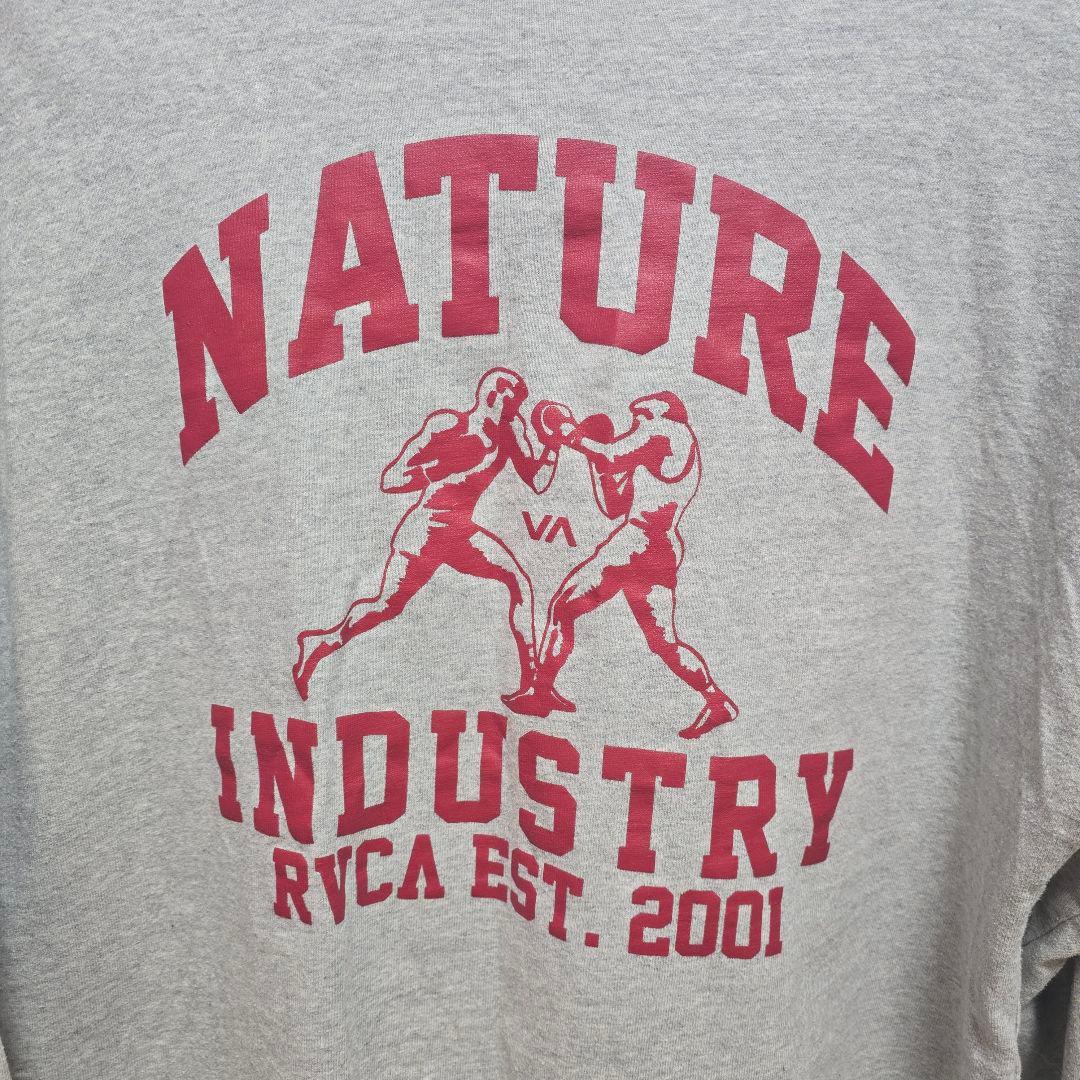 NATURE
VA
INDUSTRY
RVCA EST. 2001